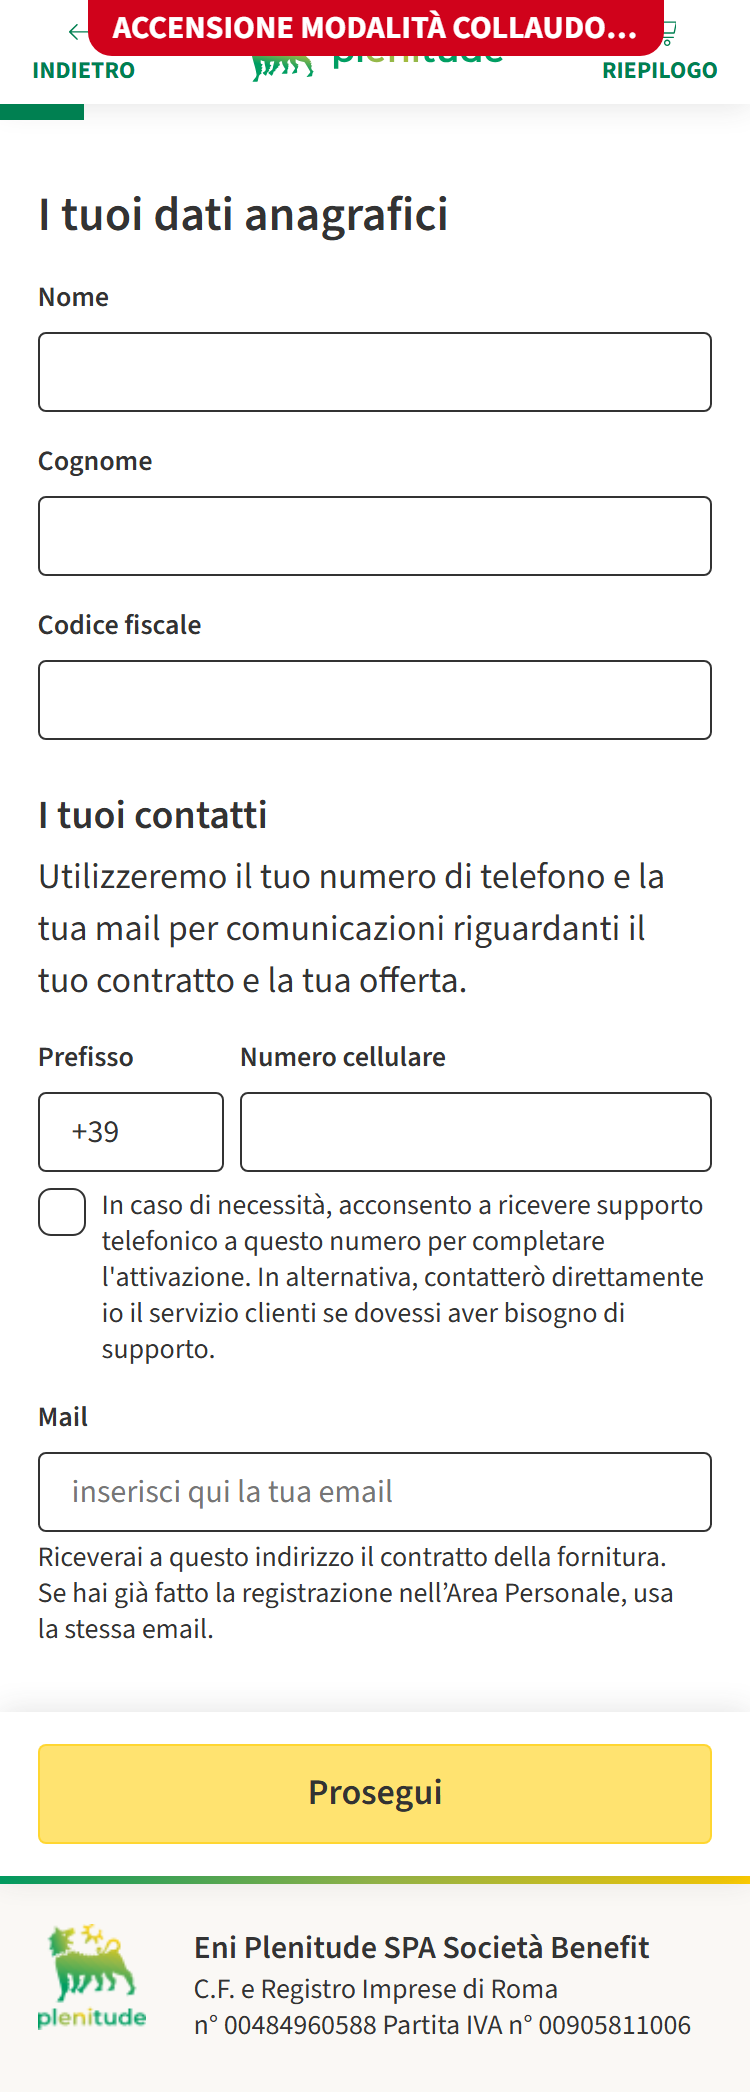 ACCENSIONE MODALITÀ COLLAUDO...
INDIETRO
plenitude
RIEPILOGO
I tuoi dati anagrafici
Nome
Cognome
Codice fiscale
I tuoi contatti
Utilizzeremo il tuo numero di telefono e la
tua mail per comunicazioni riguardanti il
tuo contratto e la tua offerta.
Prefisso
Numero cellulare
+39
In caso di necessità, acconsento a ricevere supporto
telefonico a questo numero per completare
l'attivazione. In alternativa, contatterò direttamente
io il servizio clienti se dovessi aver bisogno di
supporto.
Mail
inserisci qui la tua email
Riceverai a questo indirizzo il contratto della fornitura.
Se hai già fatto la registrazione nell’Area Personale, usa
la stessa email.
Prosegui
plenitude
Eni Plenitude SPA Società Benefit
C.F. e Registro Imprese di Roma
n° 00484960588 Partita IVA n° 00905811006